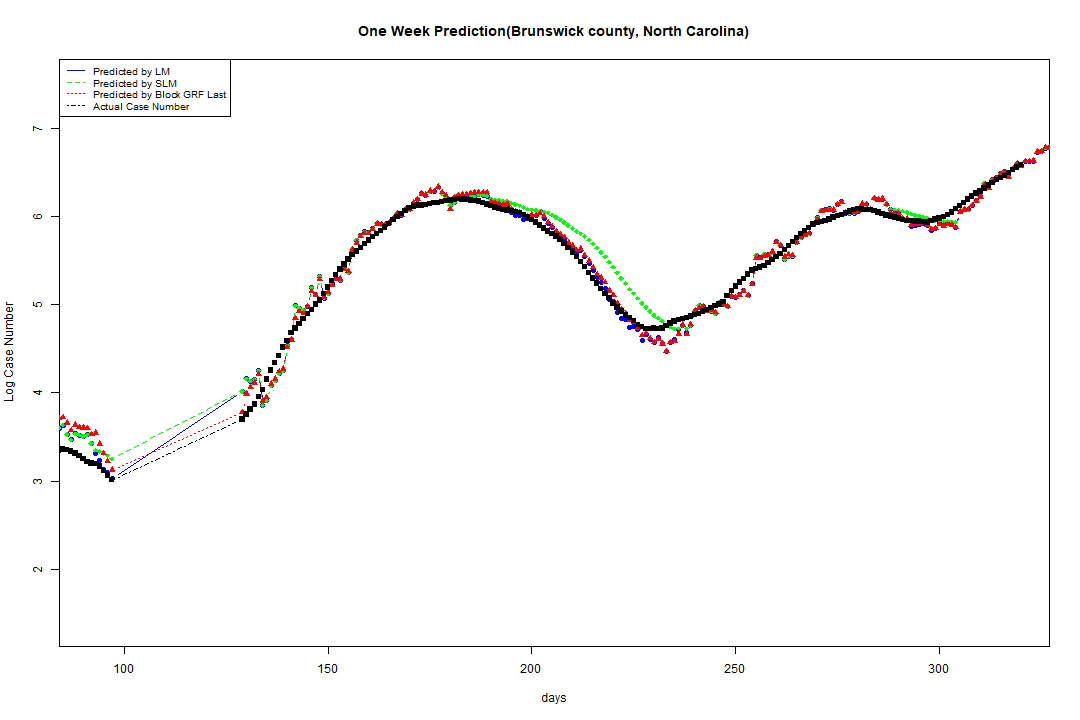 One Week Prediction(Brunswick county, North Carolina)
Predicted by LM
Predicted by SLM
Predicted by Block GRF Last
Actual Case Number
7
6
5
4
3
2
Log Case Number
100 150 200 250 300
days